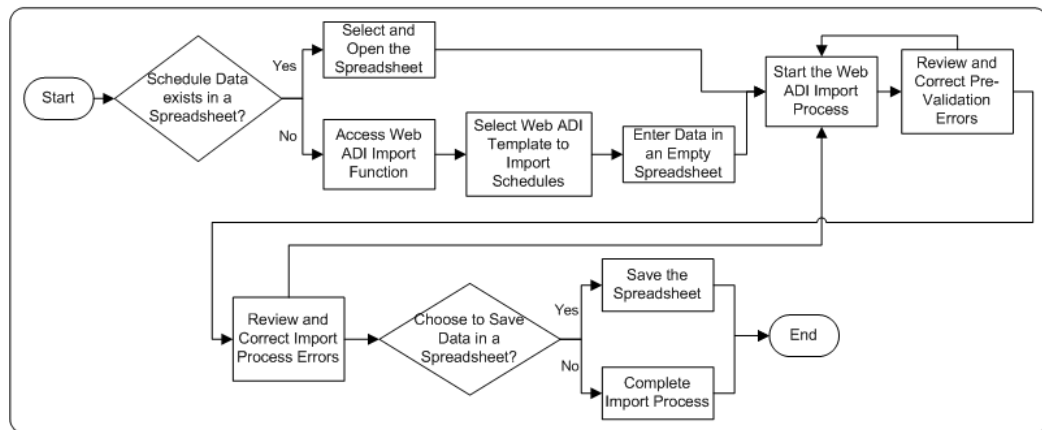 Start
Schedule Data
exists in a
Spreadsheet?
Yes
Select and
Open the
Spreadsheet
No
Access Web
ADI Import
Function
Select Web ADI
Template to
Import
Schedules
Enter Data in
an Empty
Spreadsheet
Start the Web
ADI Import
Process
Review and
Correct Pre-
Validation
Errors
Review and
Correct Import
Process Errors
Choose to Save
Data in a
Spreadsheet?
Yes
Save the
Spreadsheet
No
Complete
Import Process
End